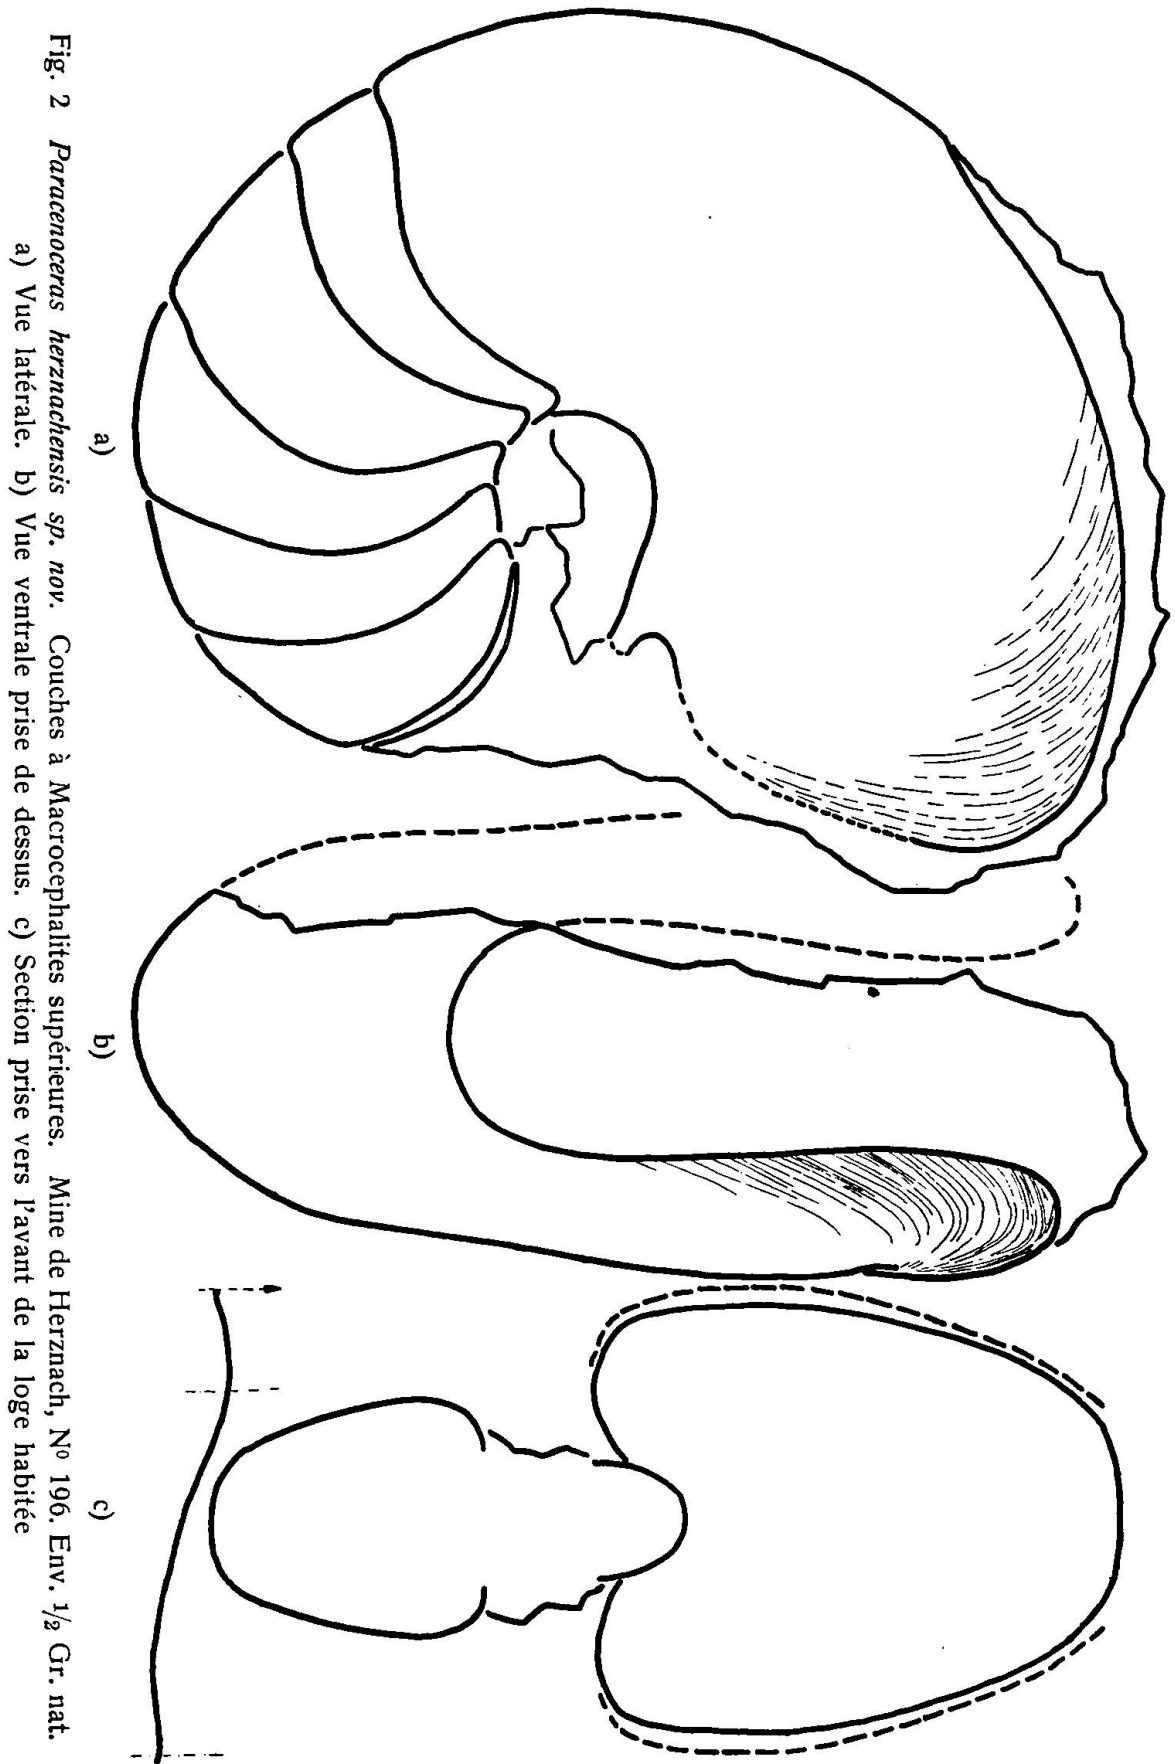 a)
b)
c)
Fig. 2 Paracenoceras herznachensis sp. nov. Couches à Macrocephalites supérieures. Mine de Herznach, Nº 196. Env. 1/2 Gr. nat.
a) Vue latérale. b) Vue ventrale prise de dessus. c) Section prise vers l'avant de la loge habitée